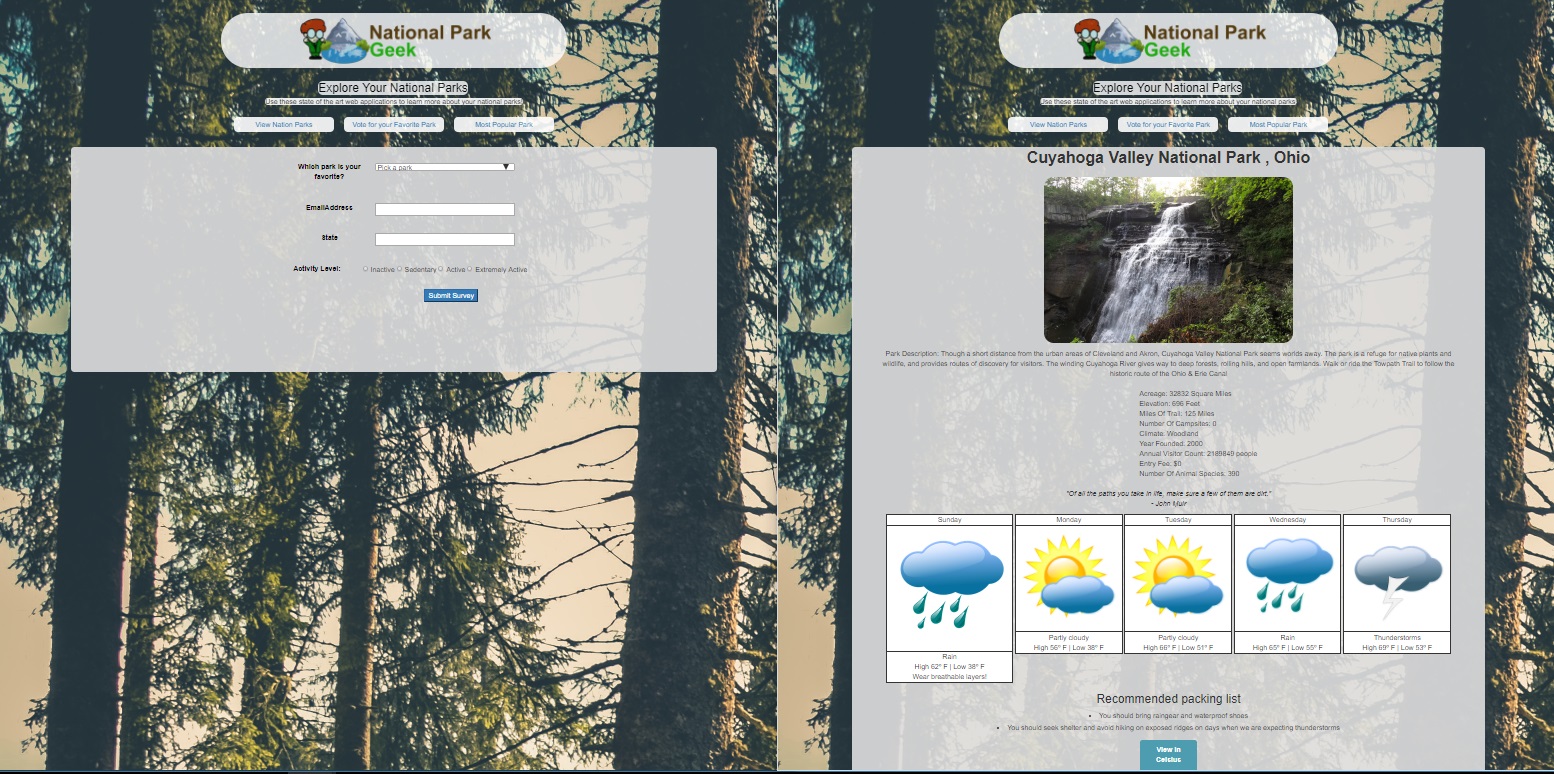 National Park
Geek
Explore Your National Parks
Use these state of the art web applications to learn more about your national parks!
View Nation Parks
Vote for your Favorite Park
Most Popular Park
Which park is your
favorite?
Pick a park
EmailAddress
State
Activity Level:
Inactive
Sedentary
Active
Extremely Active
Submit Survey
National Park
Geek
Explore Your National Parks
Use these state of the art web applications to learn more about your national parks!
View Nation Parks
Vote for your Favorite Park
Most Popular Park
Cuyahoga Valley National Park , Ohio
Park Description: Though a short distance from the urban areas of Cleveland and Akron, Cuyahoga Valley National Park seems worlds away. The park is a refuge for native plants and
wildlife, and provides routes of discovery for visitors. The winding Cuyahoga River gives way to deep forests, rolling hills, and open farmlands. Walk or ride the Towpath Trail to follow the
historic route of the Ohio & Erie Canal
Acreage: 32832 Square Miles
Elevation: 696 Feet
Miles Of Trail: 125 Miles
Number Of Campsites: 0
Climate: Woodland
Year Founded: 2000
Annual Visitor Count: 2189849 people
Entry Fee: $0
Number Of Animal Species: 390
"Of all the paths you take in life, make sure a few of them are dirt."
- John Muir
Sunday
Monday
Tuesday
Wednesday
Thursday
Rain
High 62º F | Low 38º F
Wear breathable layers!
Partly cloudy
High 56º F | Low 38º F
Partly cloudy
High 66º F | Low 51º F
Rain
High 65º F | Low 55º F
Thunderstorms
High 69º F | Low 53º F
Recommended packing list
• You should bring raingear and waterproof shoes
• You should seek shelter and avoid hiking on exposed ridges on days when we are expecting thunderstorms
View in
Celsius